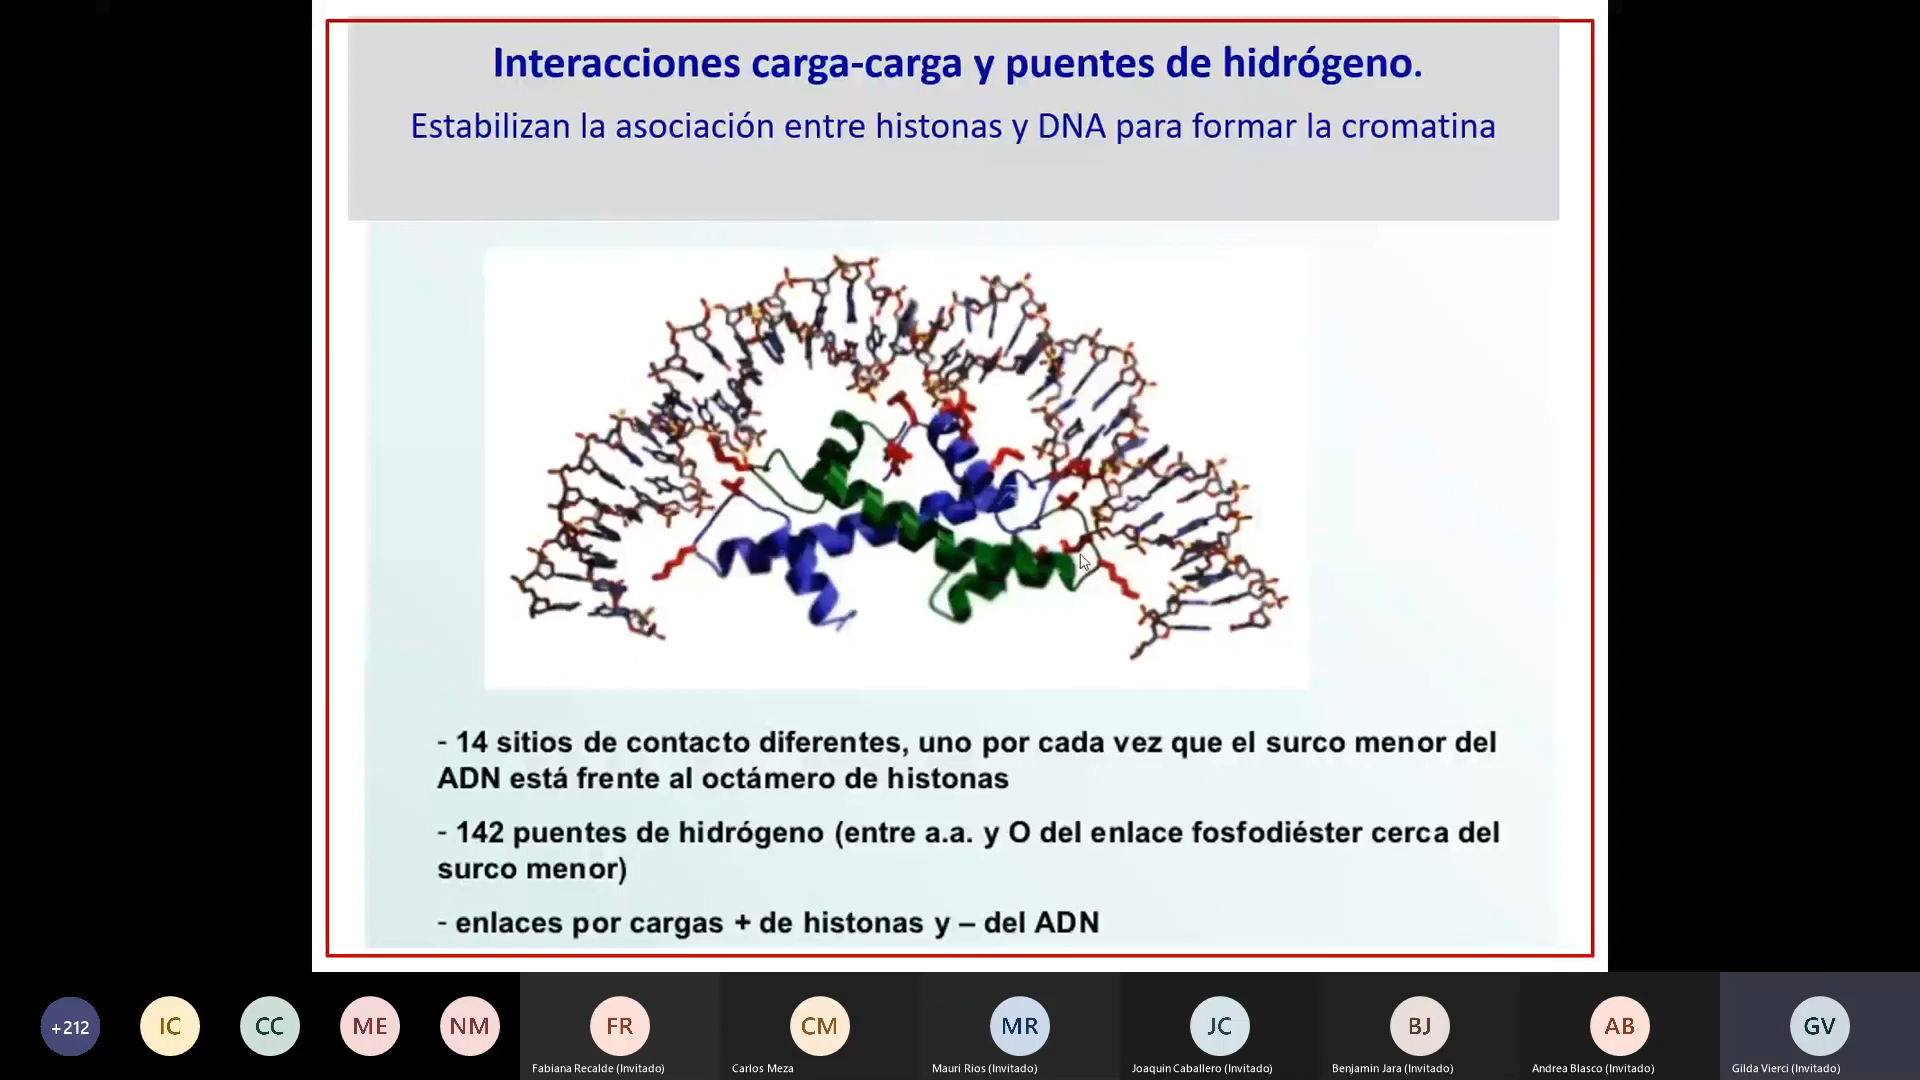 Interacciones carga-carga y puentes de hidrógeno.
Estabilizan la asociación entre histonas y DNA para formar la cromatina
- 14 sitios de contacto diferentes, uno por cada vez que el surco menor del
ADN está frente al octámero de histonas
- 142 puentes de hidrógeno (entre a.a. y O del enlace fosfodiéster cerca del
surco menor)
- enlaces por cargas + de histonas y – del ADN
+212
IC
CC
ME
NM
FR
CM
MR
JC
BJ
AB
GV
Fabiana Recalde (Invitado)
Carlos Meza
Mauri Rios (Invitado)
Joaquin Caballero (Invitado)
Benjamin Jara (Invitado)
Andrea Blasco (Invitado)
Gilda Vierci (Invitado)